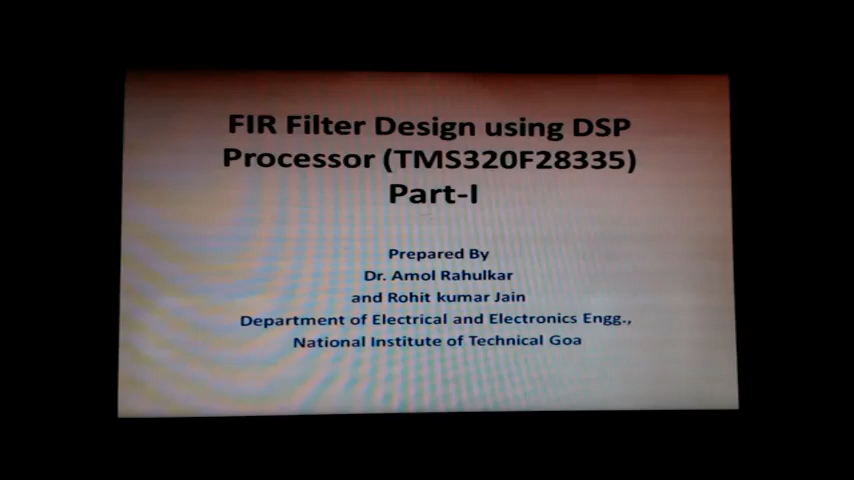 FIR Filter Design using DSP
Processor (TMS320F28335)
Part-I
Prepared By
Dr. Amol Rahulkar
and Rohit kumar Jain
Department of Electrical and Electronics Engg.,
National Institute of Technical Goa